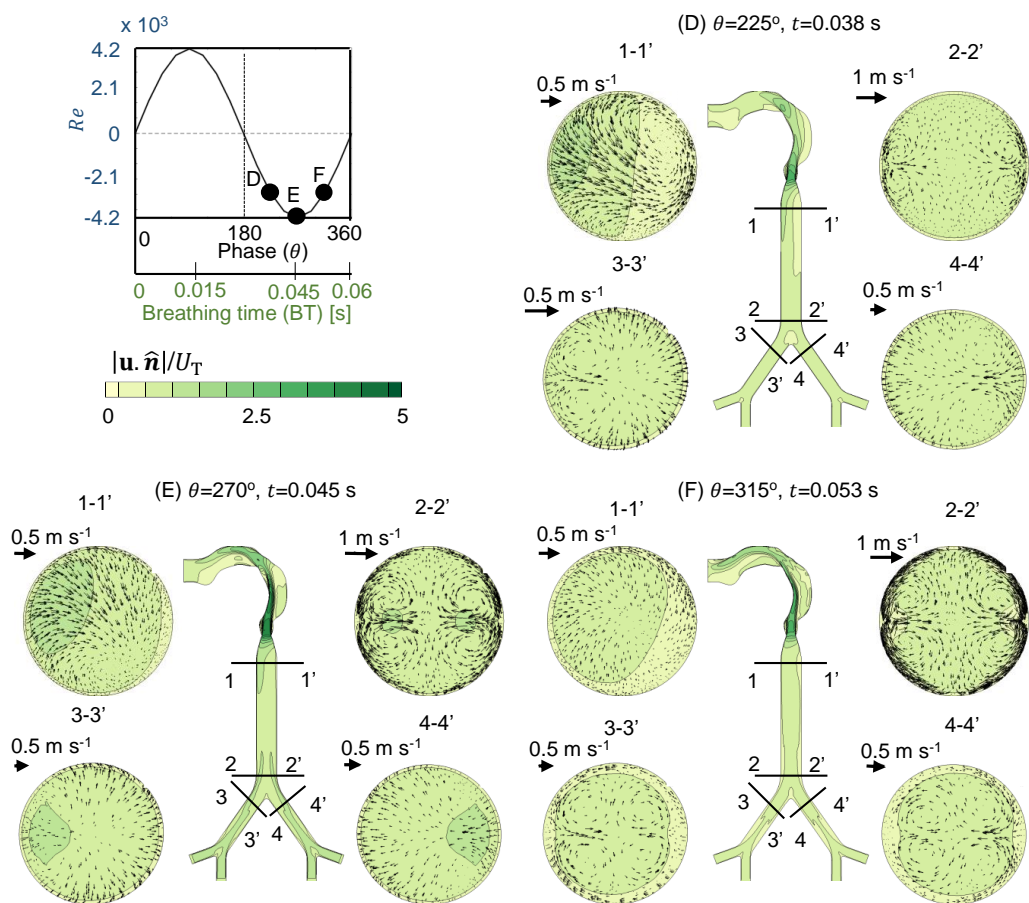 x 10³
4.2
2.1
0
-2.1
-4.2
Re
D
E
F
0
180
360
Phase (θ)
0
0.015
0.045
0.06
Breathing time (BT) [s]
|u. n̂|/U_T
0
2.5
5
(D) θ=225º, t=0.038 s
1-1’
0.5 m s⁻¹
2-2’
1 m s⁻¹
3-3’
0.5 m s⁻¹
4-4’
0.5 m s⁻¹
1
1’
2
2’
3
4’
3’
4
(E) θ=270º, t=0.045 s
1-1’
0.5 m s⁻¹
2-2’
1 m s⁻¹
3-3’
0.5 m s⁻¹
4-4’
0.5 m s⁻¹
1
1’
2
2’
3
4’
3’
4
(F) θ=315º, t=0.053 s
1-1’
0.5 m s⁻¹
2-2’
1 m s⁻¹
3-3’
0.5 m s⁻¹
4-4’
0.5 m s⁻¹
1
1’
2
2’
3
4’
3’
4